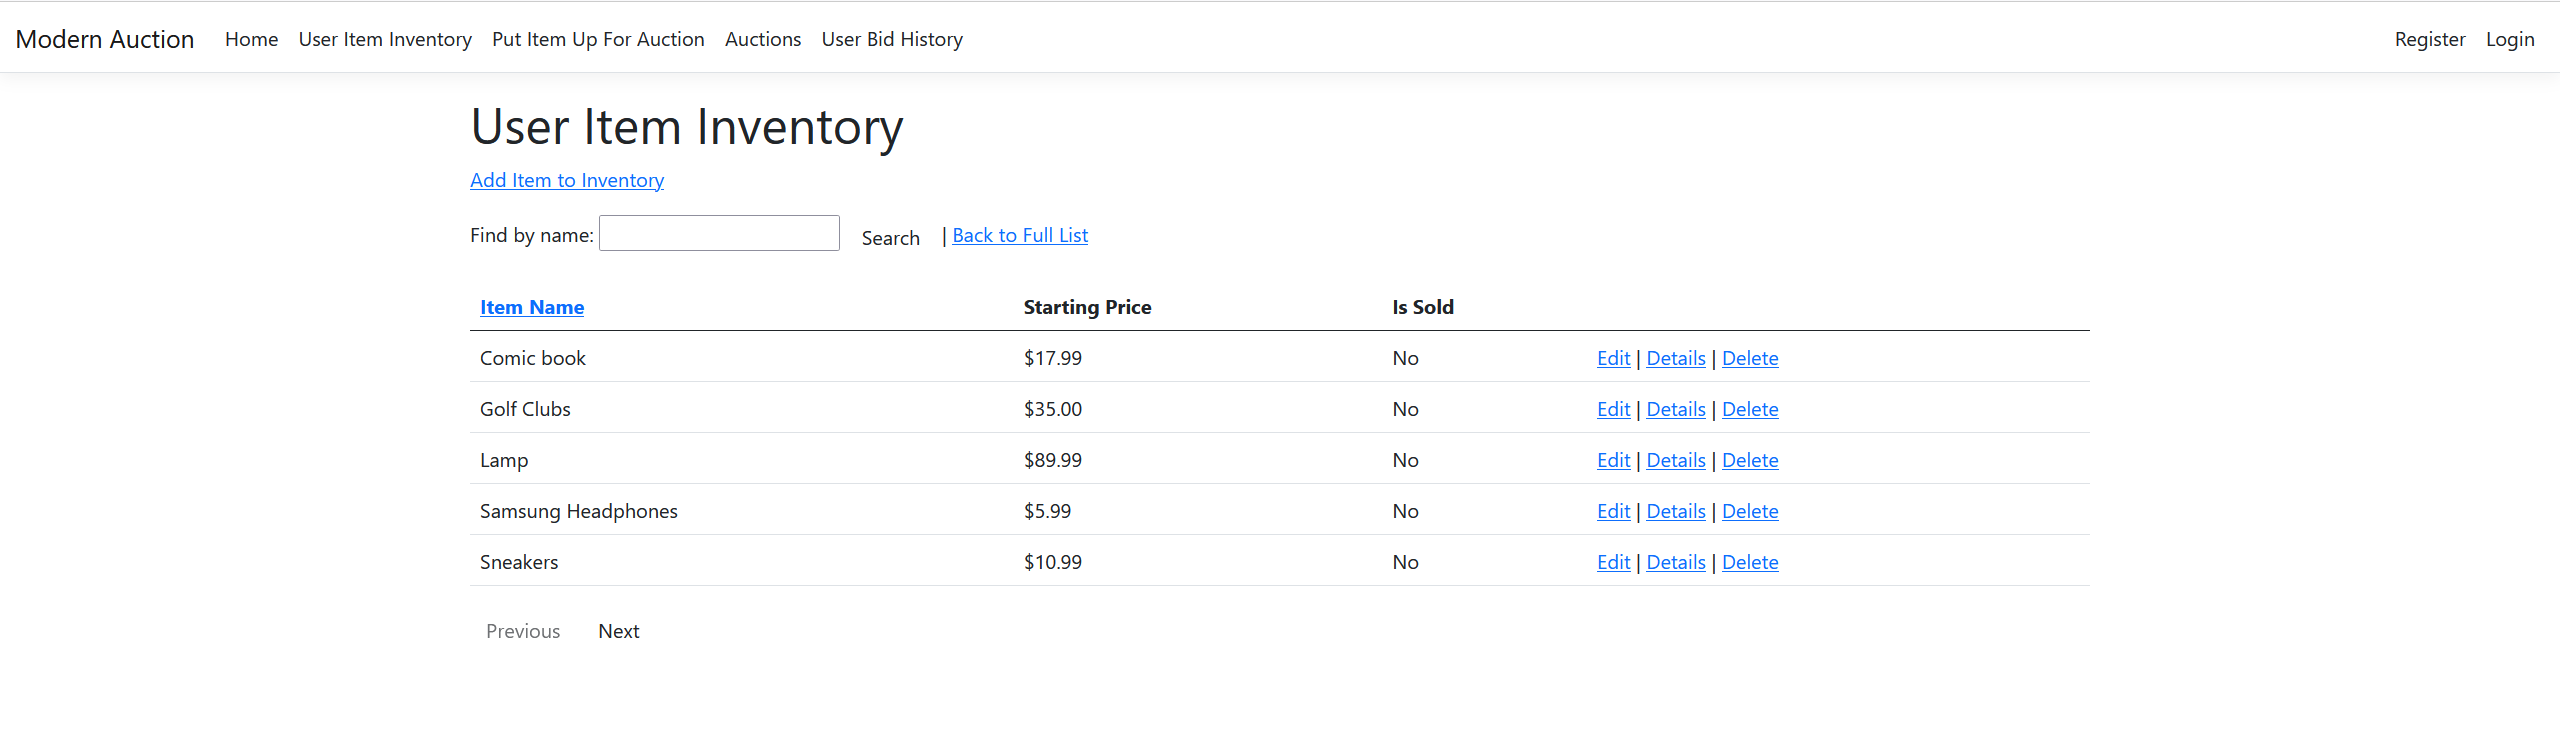 Modern Auction Home User Item Inventory Put Item Up For Auction Auctions User Bid History Register Login
User Item Inventory
Add Item to Inventory
Find by name: Search | Back to Full List
Item Name Starting Price Is Sold
Comic book $17.99 No Edit | Details | Delete
Golf Clubs $35.00 No Edit | Details | Delete
Lamp $89.99 No Edit | Details | Delete
Samsung Headphones $5.99 No Edit | Details | Delete
Sneakers $10.99 No Edit | Details | Delete
Previous Next